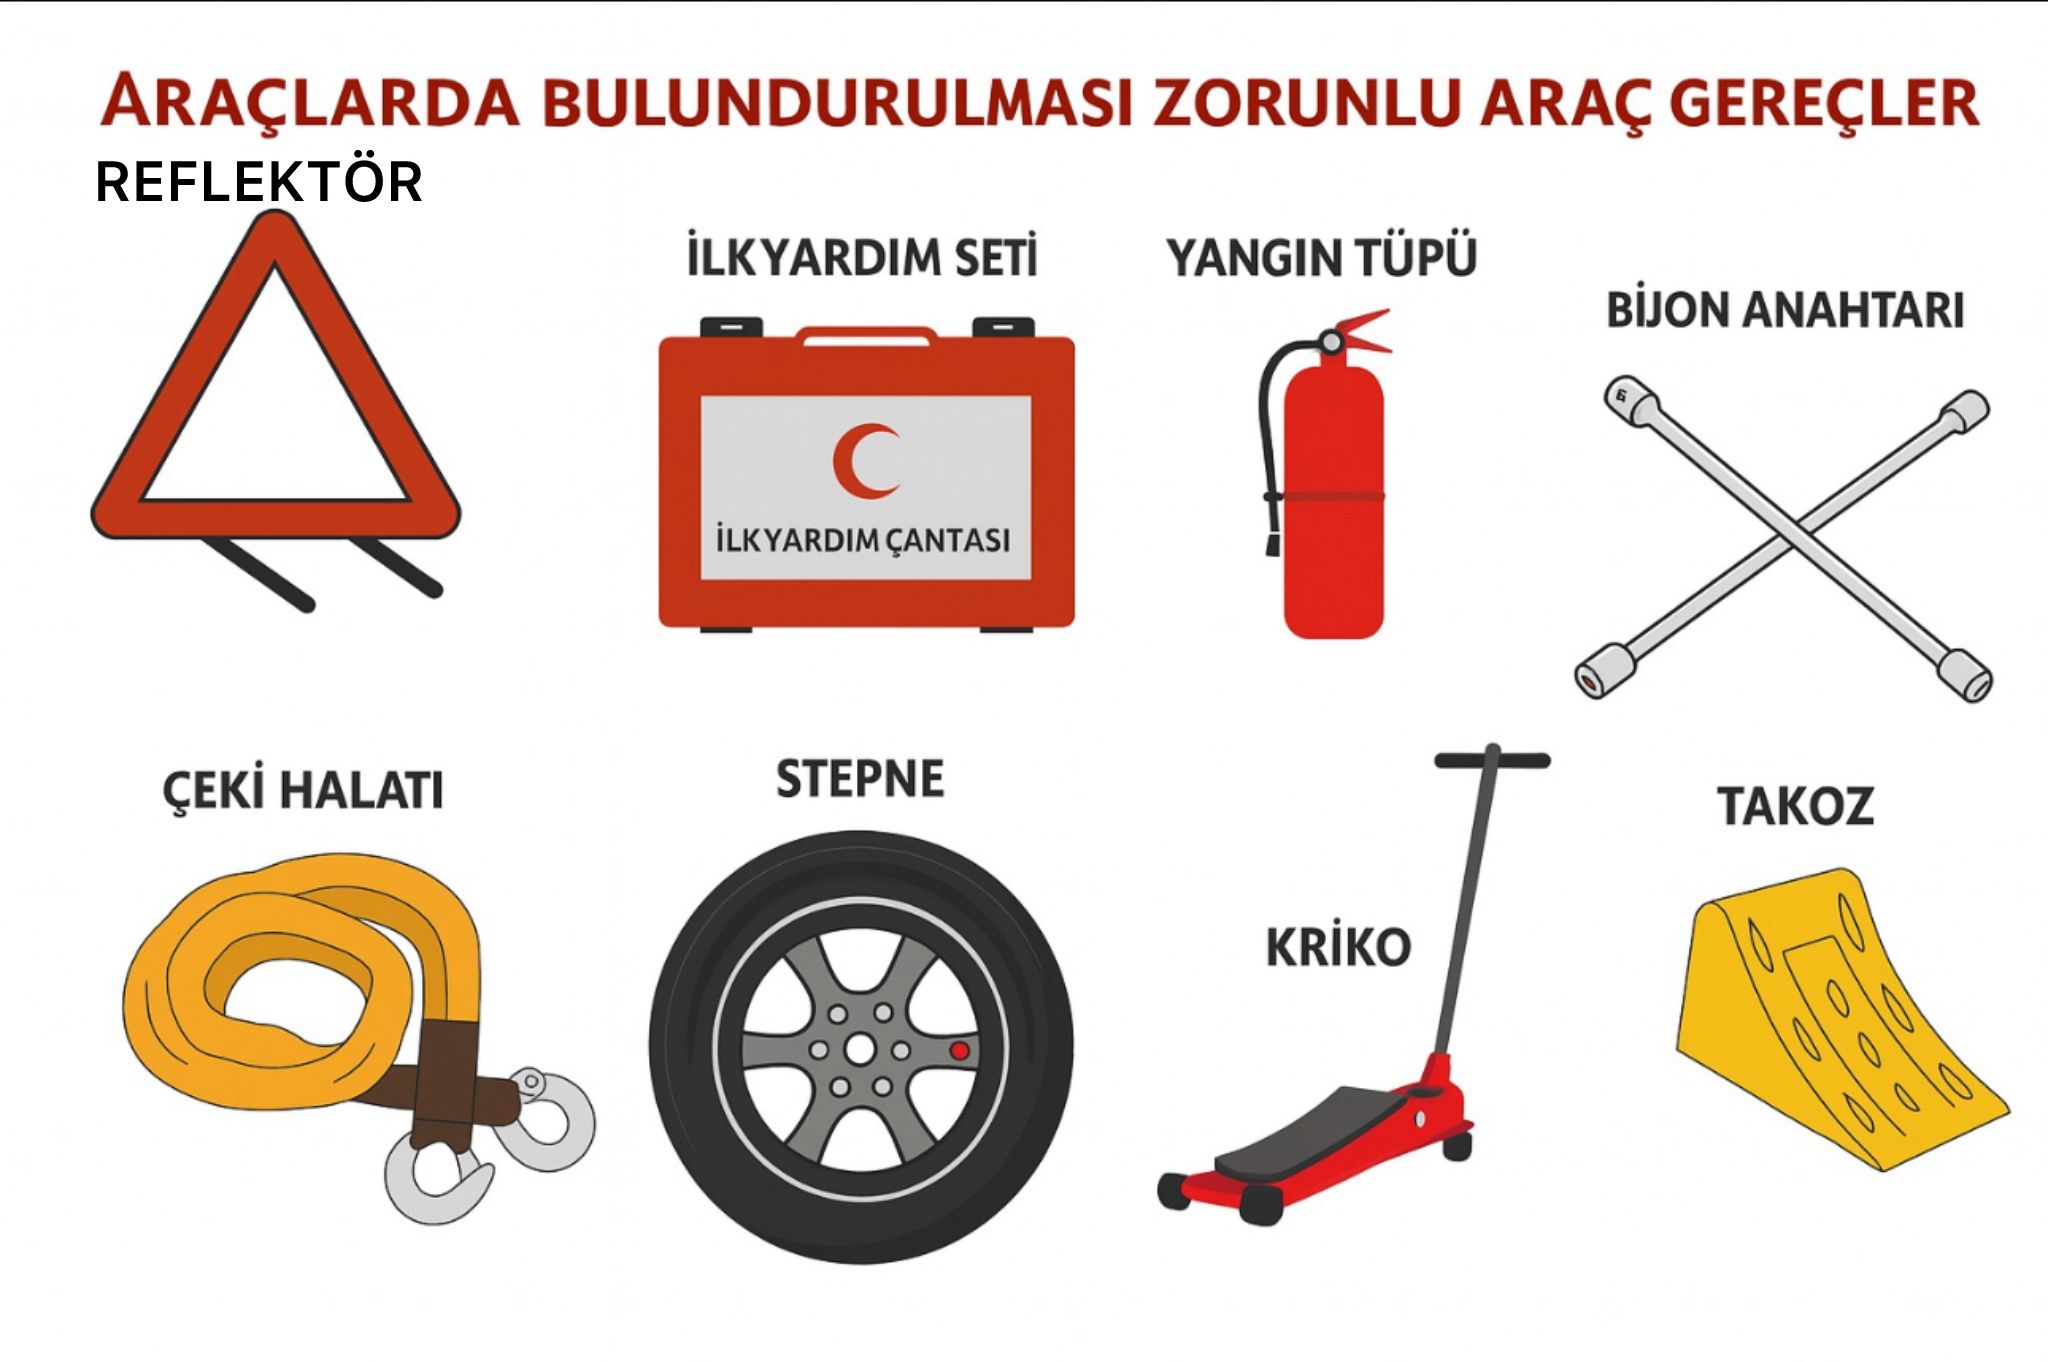 ARAÇLARDA BULUNDURULMASI ZORUNLU ARAÇ GEREÇLER
REFLEKTÖR
İLKYARDIM SETİ
YANGIN TÜPÜ
BİJON ANAHTARI
İLKYARDIM ÇANTASI
ÇEKİ HALATI
STEPNE
KRİKO
TAKOZ